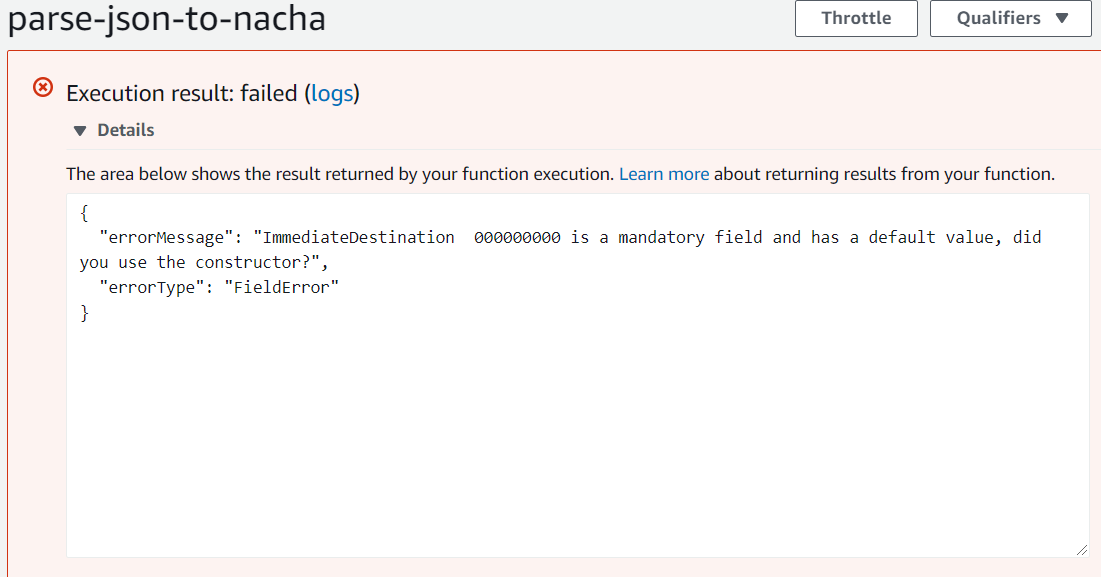 parse-json-to-nacha
Throttle
Qualifiers
Execution result: failed (logs)
Details
The area below shows the result returned by your function execution. Learn more about returning results from your function.
{
  "errorMessage": "ImmediateDestination  000000000 is a mandatory field and has a default value, did
you use the constructor?",
  "errorType": "FieldError"
}